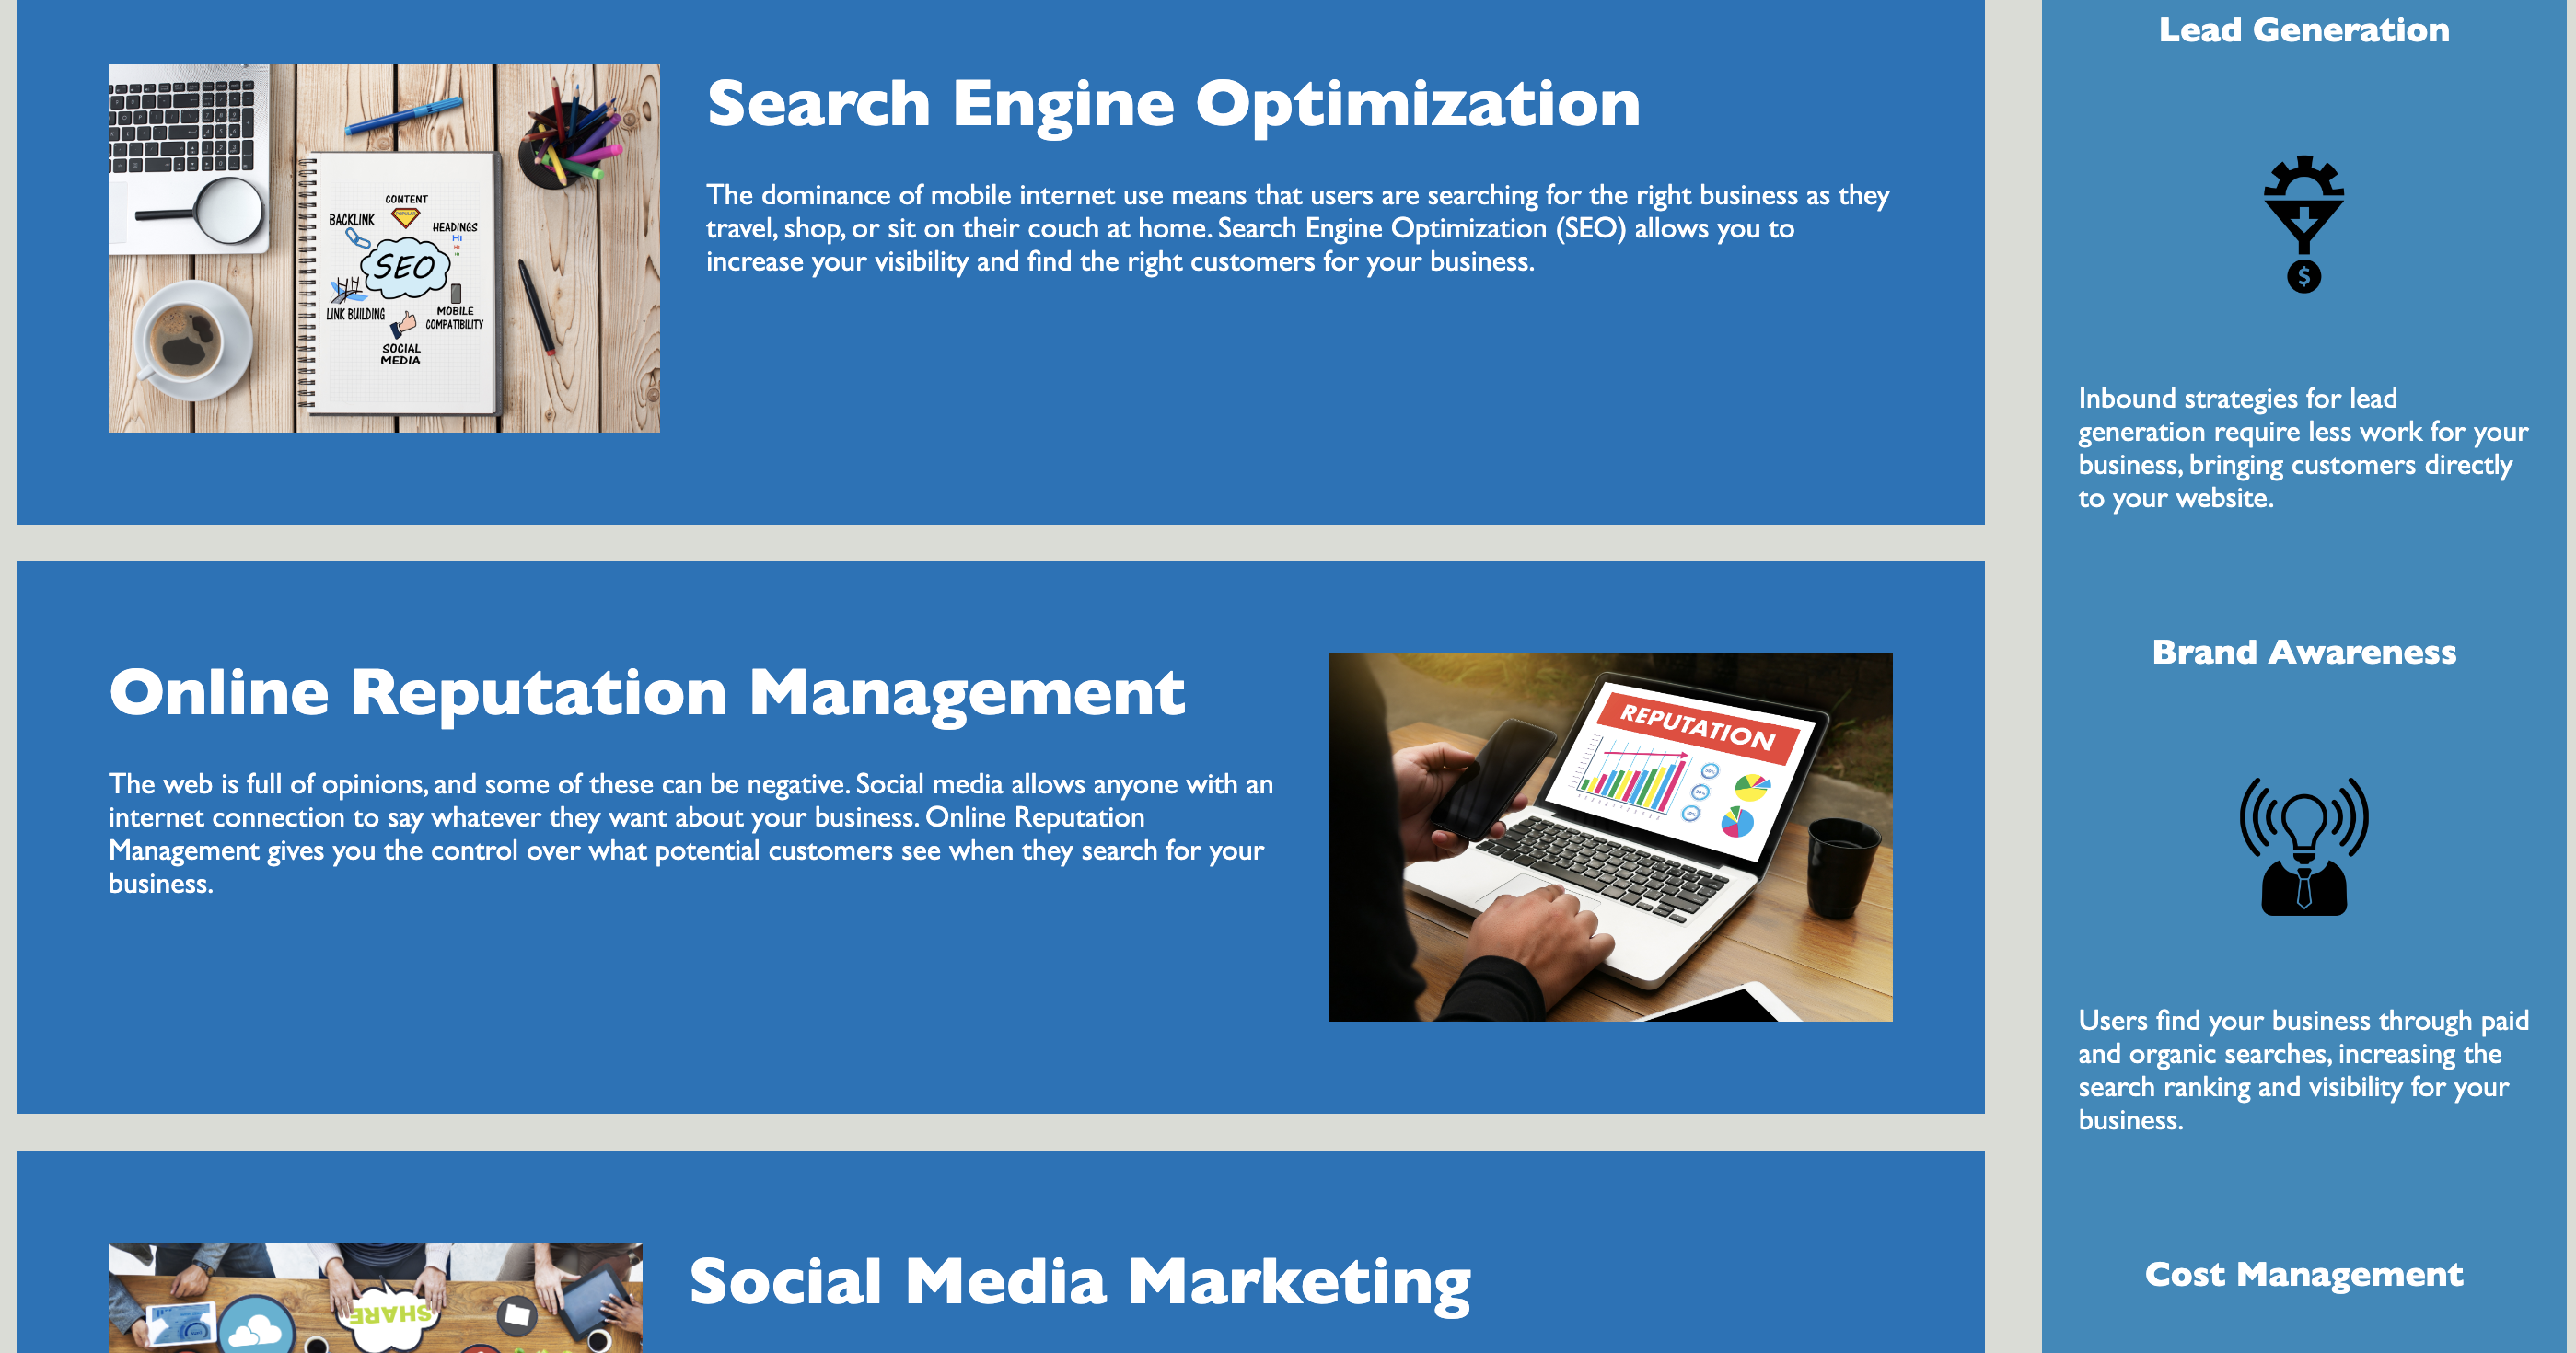 Search Engine Optimization
The dominance of mobile internet use means that users are searching for the right business as they
travel, shop, or sit on their couch at home. Search Engine Optimization (SEO) allows you to
increase your visibility and find the right customers for your business.
CONTENT
BACKLINK
HEADINGS
H1
SEO
LINK BUILDING
MOBILE
COMPATIBILITY
SOCIAL
MEDIA
Online Reputation Management
The web is full of opinions, and some of these can be negative. Social media allows anyone with an
internet connection to say whatever they want about your business. Online Reputation
Management gives you the control over what potential customers see when they search for your
business.
REPUTATION
Social Media Marketing
SHARE
Lead Generation
$
Inbound strategies for lead
generation require less work for your
business, bringing customers directly
to your website.
Brand Awareness
Users find your business through paid
and organic searches, increasing the
search ranking and visibility for your
business.
Cost Management